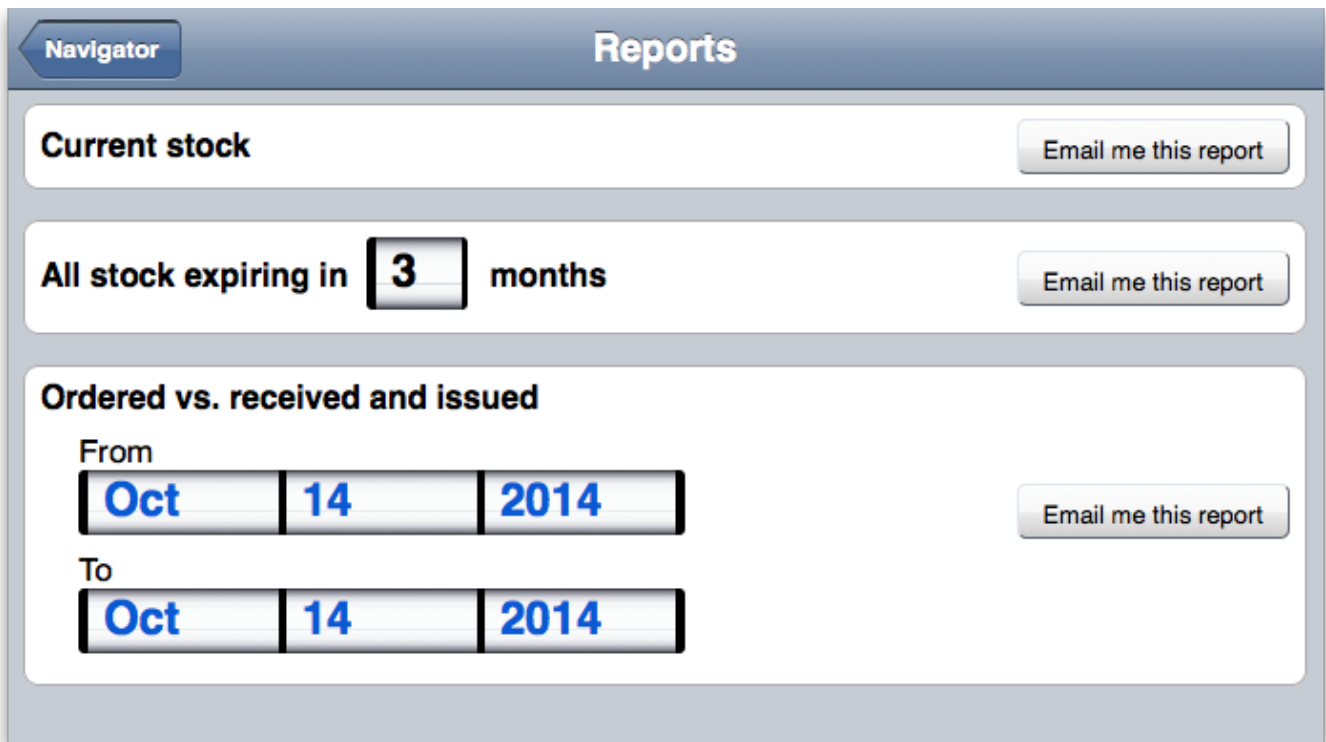 Navigator
Reports
Current stock
Email me this report
All stock expiring in 3 months
Email me this report
Ordered vs. received and issued
From
Oct 14 2014
Email me this report
To
Oct 14 2014